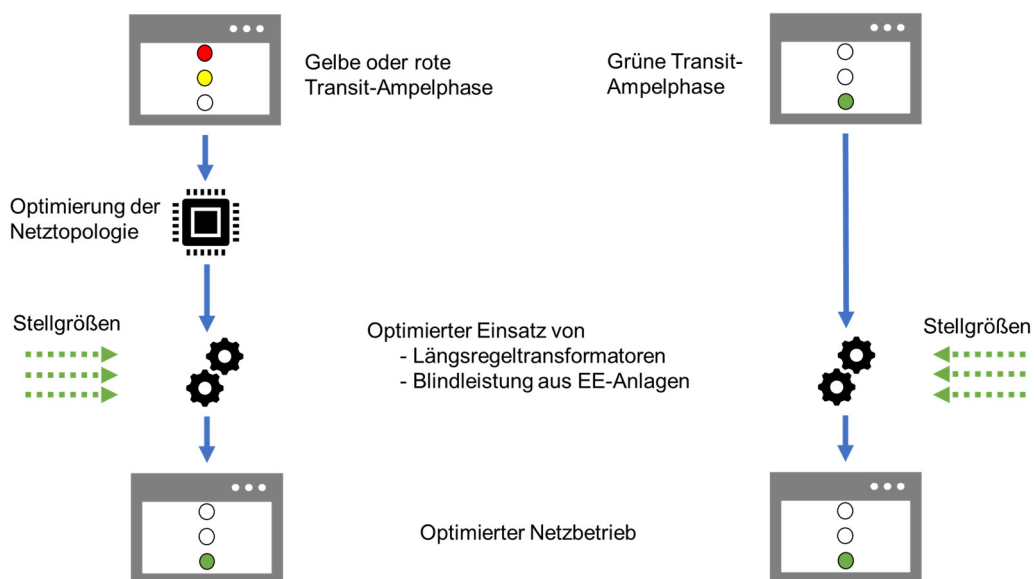 Gelbe oder rote
Transit-Ampelphase
Grüne Transit-
Ampelphase
Optimierung der
Netztopologie
Stellgrößen
Optimierter Einsatz von
- Längsregeltransformatoren
- Blindleistung aus EE-Anlagen
Stellgrößen
Optimierter Netzbetrieb